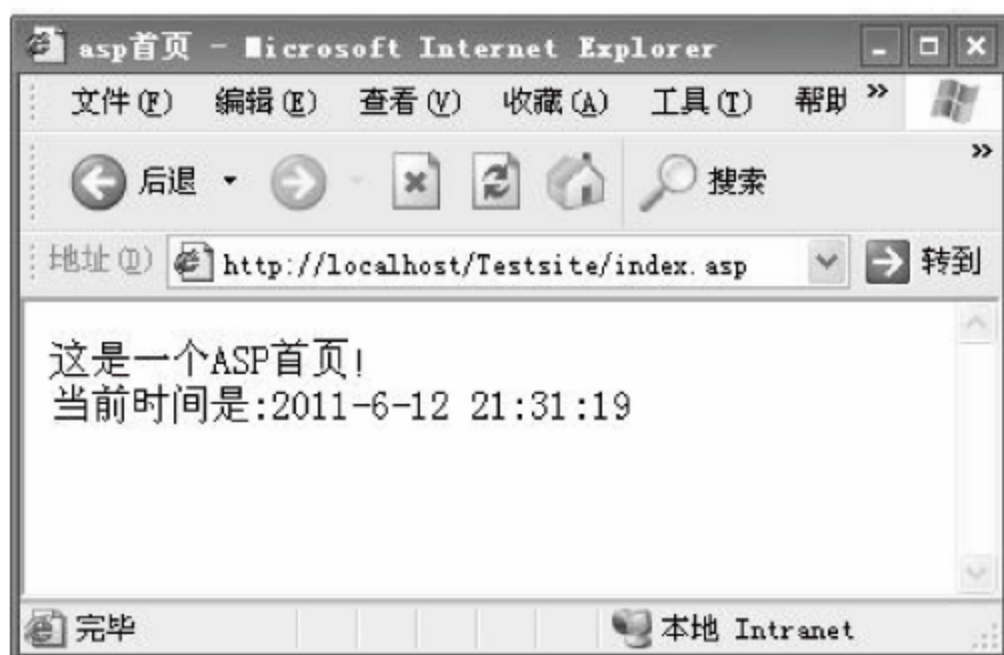 asp首页 - Microsoft Internet Explorer
文件(F) 编辑(E) 查看(V) 收藏(A) 工具(T) 帮助 »
后退 搜索 »
地址(D) http://localhost/Testsite/index.asp 转到
这是一个ASP首页!
当前时间是:2011-6-12 21:31:19
完毕 本地 Intranet